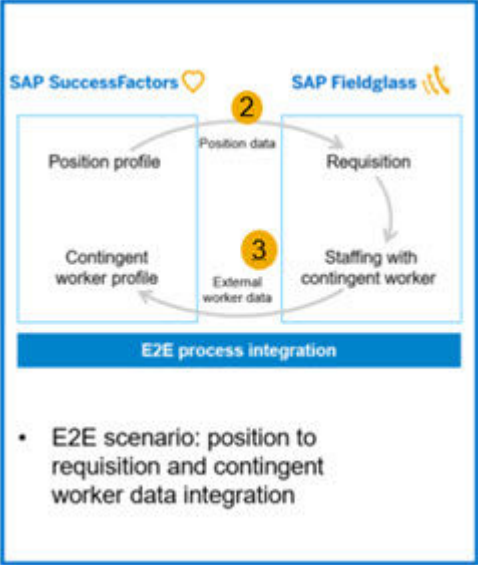 SAP SuccessFactors
SAP Fieldglass
2
Position data
Position profile
Requisition
3
Contingent
worker profile
Staffing with
contingent worker
External
worker data
E2E process integration
• E2E scenario: position to
requisition and contingent
worker data integration